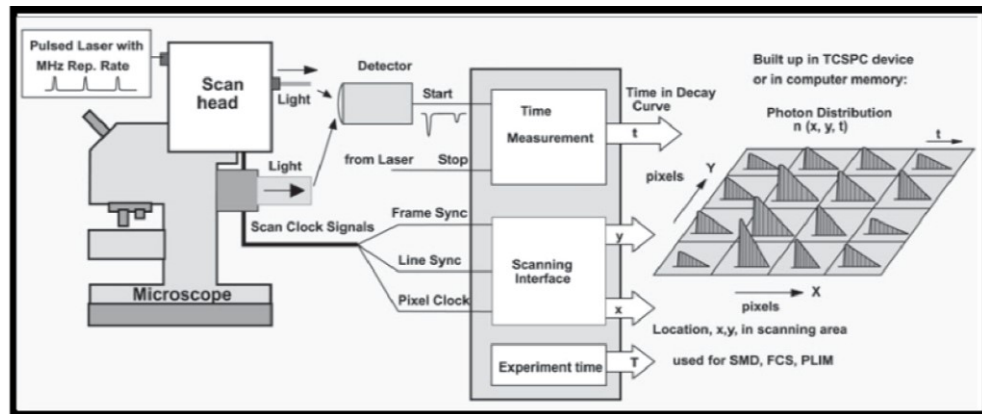 Pulsed Laser with
MHz Rep. Rate
Scan
head
Light
Light
Detector
Start
from Laser
Stop
Scan Clock Signals
Frame Sync
Line Sync
Pixel Clock
Microscope
Time
Measurement
Scanning
Interface
Experiment time
Time in Decay
Curve
t
y
x
T
Built up in TCSPC device
or in computer memory:
Photon Distribution
n (x, y, t)
t
Y
pixels
X
pixels
Location, x,y, in scanning area
used for SMD, FCS, PLIM